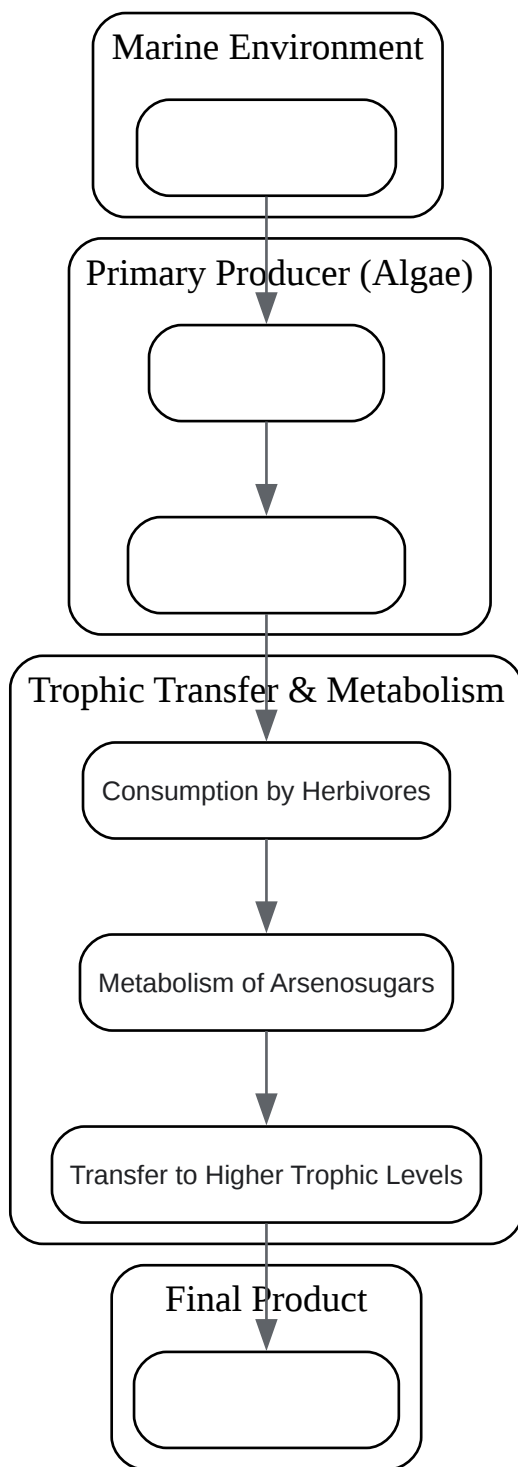 Marine Environment
Primary Producer (Algae)
Trophic Transfer & Metabolism
Consumption by Herbivores
Metabolism of Arsenosugars
Transfer to Higher Trophic Levels
Final Product